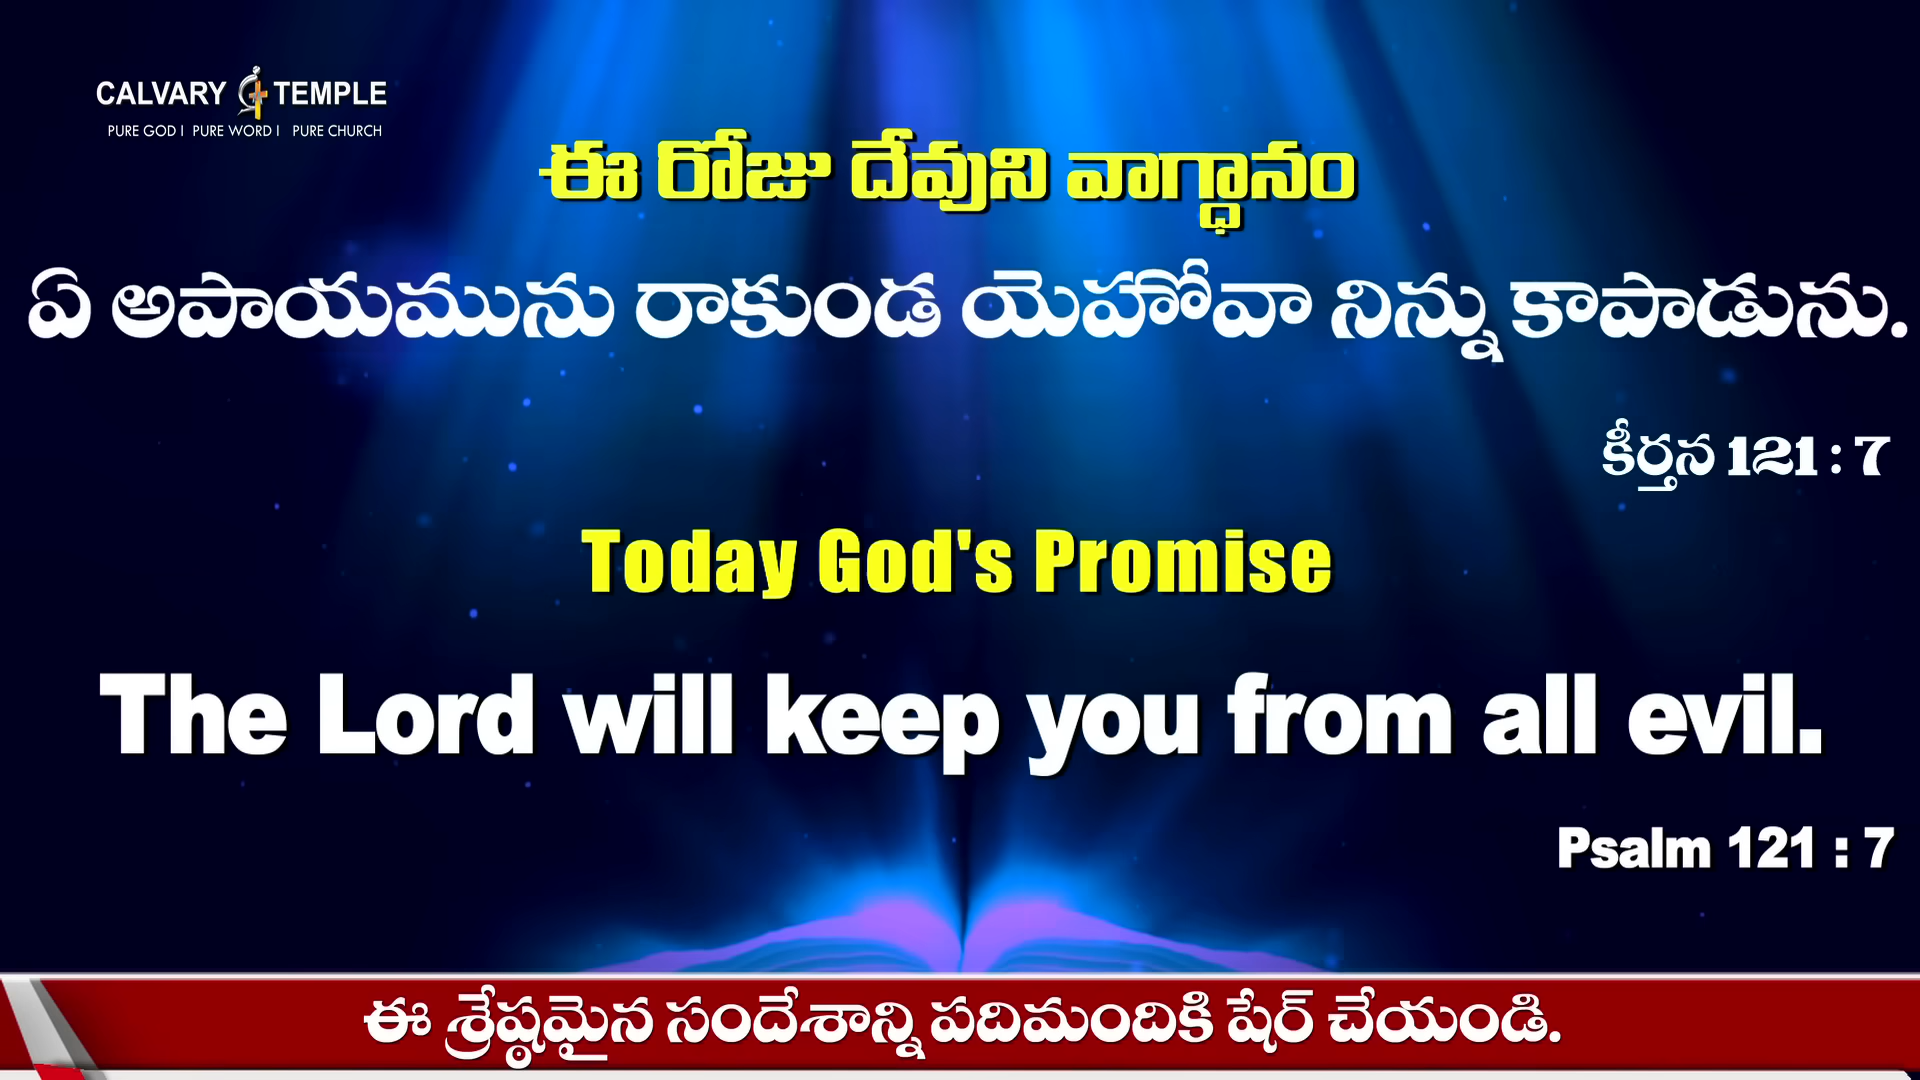 CALVARY TEMPLE
PURE GOD I PURE WORD I PURE CHURCH
ఈ రోజు దేవుని వాగ్ధానం
ఏ అపాయమును రాకుండ యెహోవా నిన్ను కాపాడును.
కీర్తన 121 : 7
Today God's Promise
The Lord will keep you from all evil.
Psalm 121 : 7
ఈ శ్రేష్ఠమైన సందేశాన్ని పదిమందికి షేర్ చేయండి.